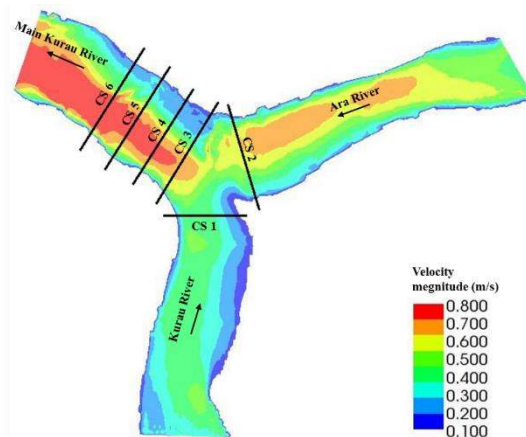 Main Kurau River
CS 6
CS 5
CS 4
CS 3
CS 2
Ara River
CS 1
Kurau River
Velocity
megnitude (m/s)
0.800
0.700
0.600
0.500
0.400
0.300
0.200
0.100